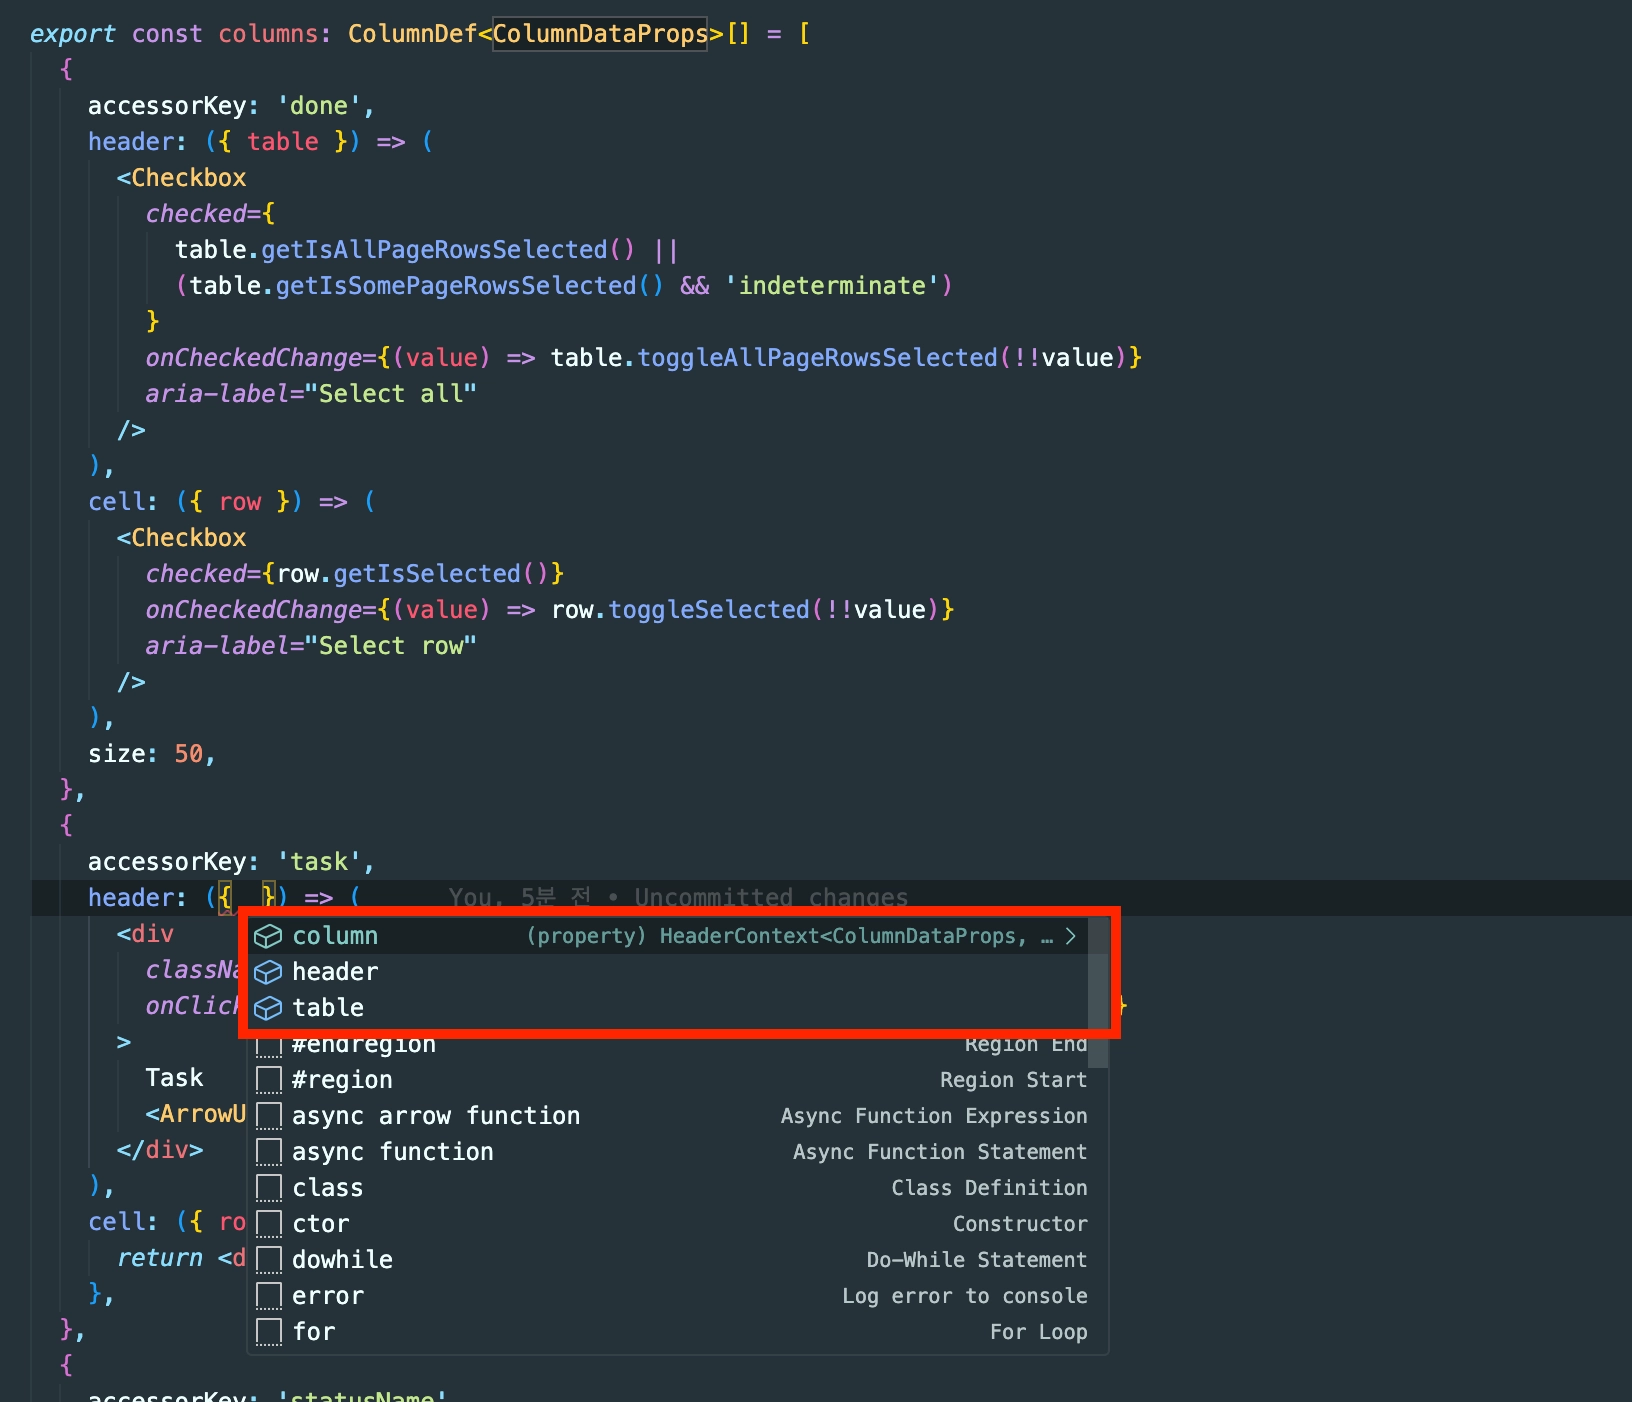 export const columns: ColumnDef<ColumnDataProps>[] = [
{
accessorKey: 'done',
header: ({ table }) => (
<Checkbox
checked={
table.getIsAllPageRowsSelected() ||
(table.getIsSomePageRowsSelected() && 'indeterminate')
}
onCheckedChange={(value) => table.toggleAllPageRowsSelected(!!value)}
aria-label="Select all"
/>
),
cell: ({ row }) => (
<Checkbox
checked={row.getIsSelected()}
onCheckedChange={(value) => row.toggleSelected(!!value)}
aria-label="Select row"
/>
),
size: 50,
},
{
accessorKey: 'task',
header: ({  }) => ( You, 5분 전 • Uncommitted changes
<div column (property) HeaderContext<ColumnDataProps, … >
classNa header
onClick table }
> #endregion Region End
Task #region Region Start
<ArrowU async arrow function Async Function Expression
</div> async function Async Function Statement
), class Class Definition
cell: ({ ro ctor Constructor
return <d dowhile Do-While Statement
}, error Log error to console
}, for For Loop
{
accessorKey: 'statusName'